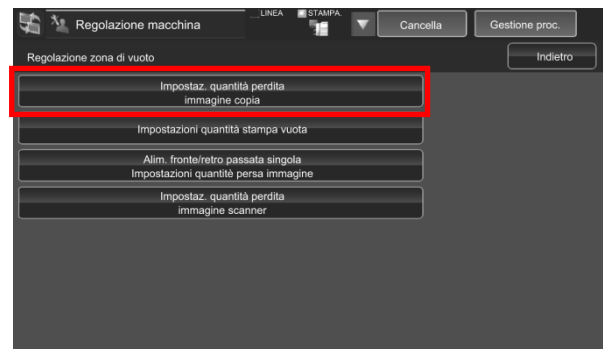 LINEA
STAMPA.
Regolazione macchina
Cancella
Gestione proc.
Regolazione zona di vuoto
Indietro
Impostaz. quantità perdita
immagine copia
Impostazioni quantità stampa vuota
Alim. fronte/retro passata singola
Impostazioni quantitè persa immagine
Impostaz. quantità perdita
immagine scanner